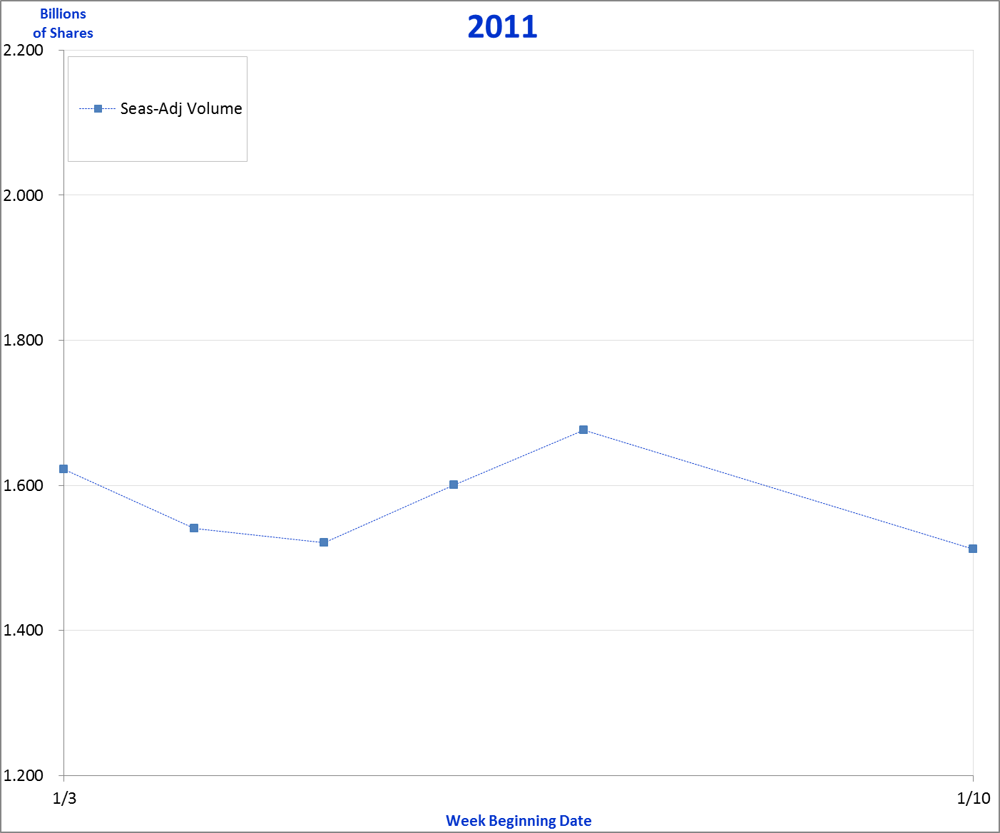 Billions
of Shares
2011
2.200
Seas-Adj Volume
2.000
1.800
1.600
1.400
1.200
1/3
1/10
Week Beginning Date